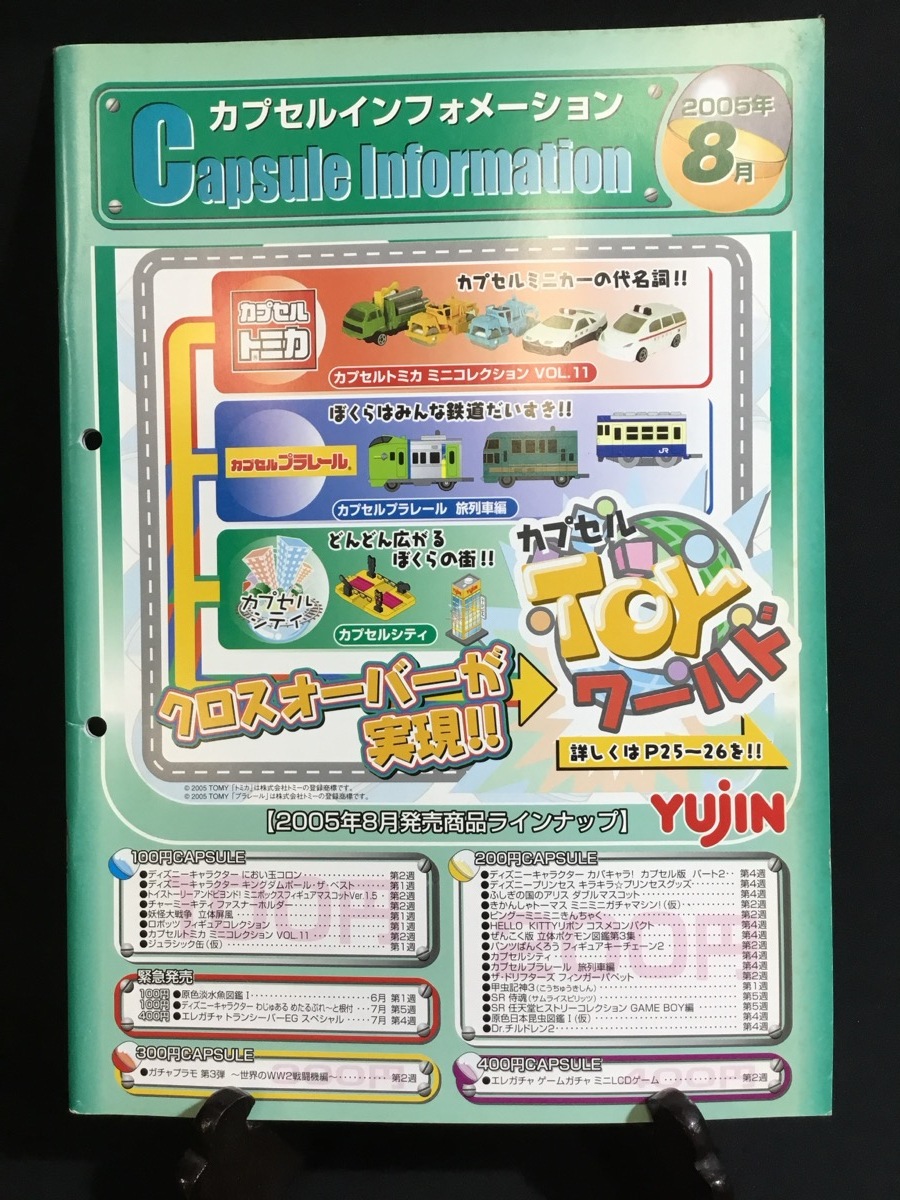 カプセルインフォメーション
Capsule Information
2005年
8月
カプセルミニカーの代名詞!!
カプセル
トミカ
カプセルトミカ ミニコレクション VOL.11
ぼくらはみんな鉄道だいすき!!
カプセルプラレール
JR
カプセルプラレール 旅列車編
どんどん広がる
ぼくらの街!!
カプセル
シティ
カプセルシティ
カプセル
TOY
ワールド
クロスオーバーが
実現!!
詳しくはP25〜26を!!
© 2005 TOMY 「トミカ」は株式会社トミーの登録商標です。
© 2005 TOMY 「プラレール」は株式会社トミーの登録商標です。
YUJIN
【2005年8月発売商品ラインナップ】
100円CAPSULE
●ディズニーキャラクター におい玉コロン 第2週
●ディズニーキャラクター キングダムボール・ザ・ベスト 第1週
●トイストーリーアンドビヨンド! ミニボックスフィギュアマスコットVer.1.5 第2週
●チャーミーキティファスナーホルダー 第2週
●妖怪大戦争 立体屏風 第1週
●ロボッツ フィギュアコレクション 第1週
●カプセルトミカ ミニコレクション VOL.11 第2週
●ジュラシック缶(仮) 第1週
緊急発売
100円 ●原色淡水魚図鑑Ⅰ 6月 第1週
100円 ●ディズニーキャラクター わじゅある めたるぷれ〜と根付 7月 第5週
400円 ●エレガチャ トランシーバーEG スペシャル 7月 第4週
300円CAPSULE
●ガチャプラモ 第3弾 〜世界のWW2戦闘機編〜 第2週
200円CAPSULE
●ディズニーキャラクター カバキャラ! カプセル版 パート2 第4週
●ディズニープリンセス キラキラ☆プリンセスグッズ 第4週
●ふしぎの国のアリス ダブルマスコット 第4週
●きかんしゃトーマス ミニミニガチャマシン!(仮) 第2週
●ピングーミニミニきんちゃく 第2週
●HELLO KITTYリボン コスメコンパクト 第4週
●ぜんこく版 立体ポケモン図鑑第3集 第4週
●パンツぱんくろう フィギュアキーチェーン2 第2週
●カプセルシティ 第4週
●カプセルプラレール 旅列車編 第4週
●ザ・ドリフターズ フィンガーパペット 第2週
●甲虫記神3(こうちゅうきしん) 第1週
●SR 侍魂(サムライスピリッツ) 第5週
●SR 任天堂ヒストリーコレクション GAME BOY編 第5週
●原色日本昆虫図鑑Ⅰ(仮) 第4週
●Dr.チルドレン2 第4週
400円CAPSULE
●エレガチャ ゲームガチャ ミニLCDゲーム 第2週